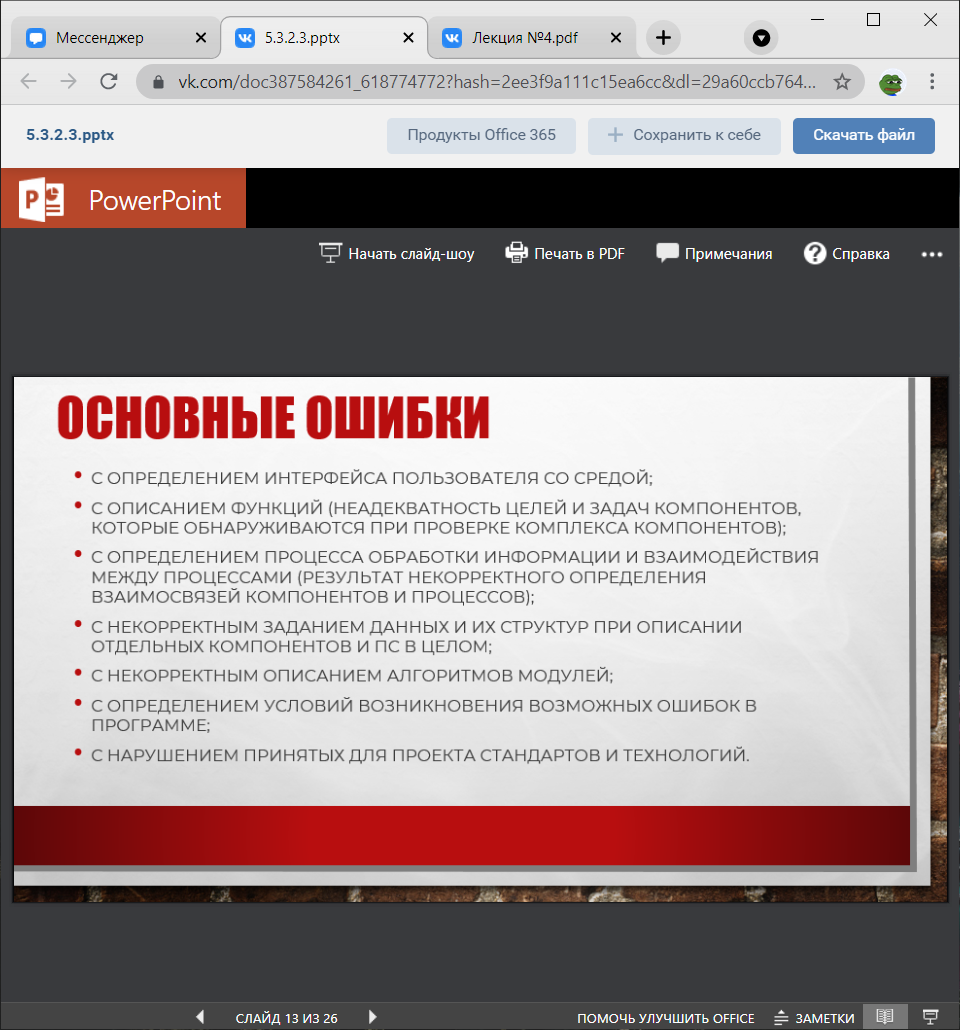 Мессенджер
5.3.2.3.pptx
Лекция №4.pdf
vk.com/doc387584261_618774772?hash=2ee3f9a111c15ea6cc&dl=29a60ccb764...
5.3.2.3.pptx
Продукты Office 365
Сохранить к себе
Скачать файл
PowerPoint
Начать слайд-шоу
Печать в PDF
Примечания
Справка
ОСНОВНЫЕ ОШИБКИ
• С ОПРЕДЕЛЕНИЕМ ИНТЕРФЕЙСА ПОЛЬЗОВАТЕЛЯ СО СРЕДОЙ;
• С ОПИСАНИЕМ ФУНКЦИЙ (НЕАДЕКВАТНОСТЬ ЦЕЛЕЙ И ЗАДАЧ КОМПОНЕНТОВ,
КОТОРЫЕ ОБНАРУЖИВАЮТСЯ ПРИ ПРОВЕРКЕ КОМПЛЕКСА КОМПОНЕНТОВ);
• С ОПРЕДЕЛЕНИЕМ ПРОЦЕССА ОБРАБОТКИ ИНФОРМАЦИИ И ВЗАИМОДЕЙСТВИЯ
МЕЖДУ ПРОЦЕССАМИ (РЕЗУЛЬТАТ НЕКОРРЕКТНОГО ОПРЕДЕЛЕНИЯ
ВЗАИМОСВЯЗЕЙ КОМПОНЕНТОВ И ПРОЦЕССОВ);
• С НЕКОРРЕКТНЫМ ЗАДАНИЕМ ДАННЫХ И ИХ СТРУКТУР ПРИ ОПИСАНИИ
ОТДЕЛЬНЫХ КОМПОНЕНТОВ И ПС В ЦЕЛОМ;
• С НЕКОРРЕКТНЫМ ОПИСАНИЕМ АЛГОРИТМОВ МОДУЛЕЙ;
• С ОПРЕДЕЛЕНИЕМ УСЛОВИЙ ВОЗНИКНОВЕНИЯ ВОЗМОЖНЫХ ОШИБОК В
ПРОГРАММЕ;
• С НАРУШЕНИЕМ ПРИНЯТЫХ ДЛЯ ПРОЕКТА СТАНДАРТОВ И ТЕХНОЛОГИЙ.
СЛАЙД 13 ИЗ 26
ПОМОЧЬ УЛУЧШИТЬ OFFICE
ЗАМЕТКИ